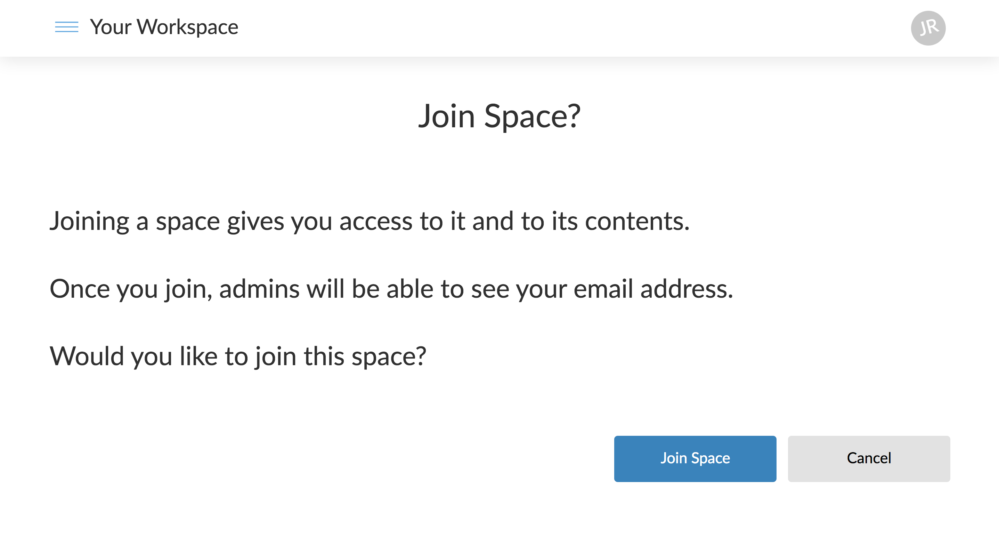 Your Workspace
JR
Join Space?
Joining a space gives you access to it and to its contents.
Once you join, admins will be able to see your email address.
Would you like to join this space?
Join Space
Cancel